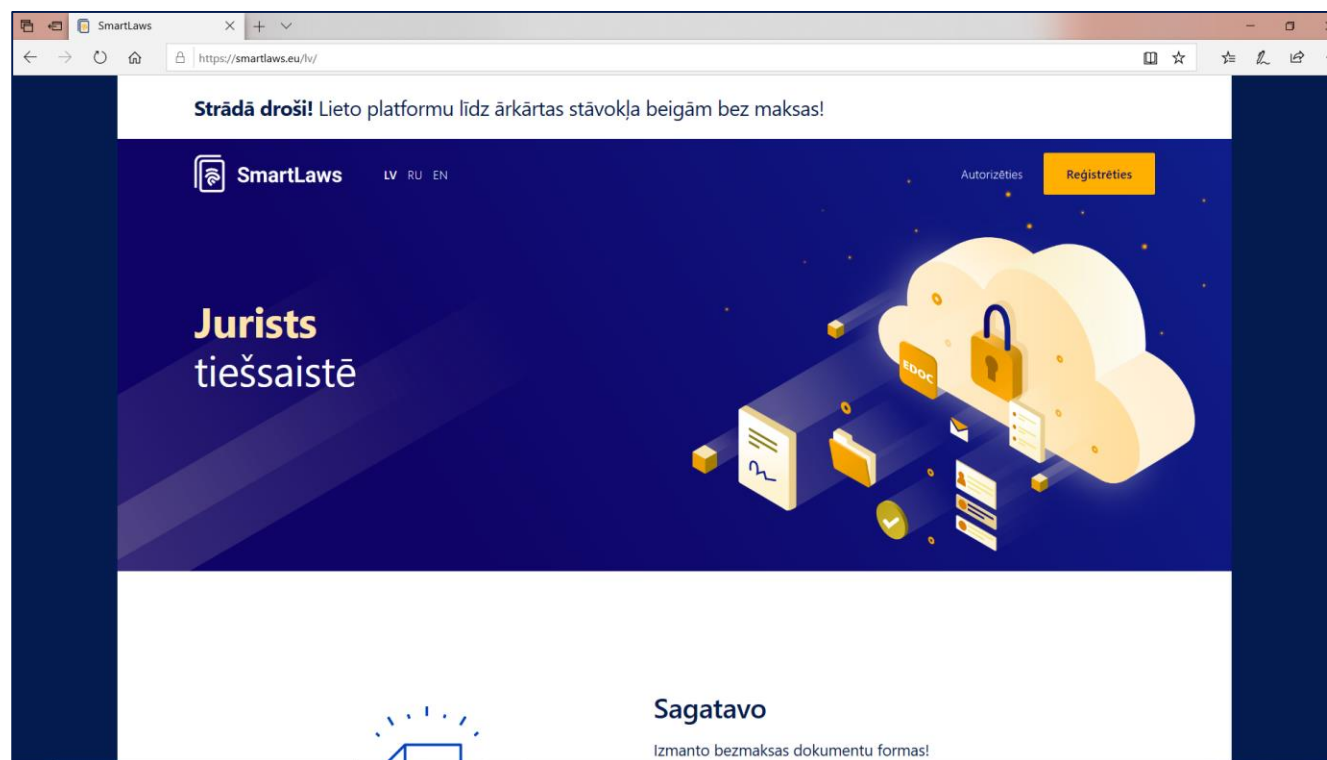 SmartLaws
https://smartlaws.eu/lv/
Strādā droši! Lieto platformu līdz ārkārtas stāvokļa beigām bez maksas!
SmartLaws LV RU EN Autorizēties Reģistrēties
Jurists
tiešsaistē
EDOC
Sagatavo
Izmanto bezmaksas dokumentu formas!